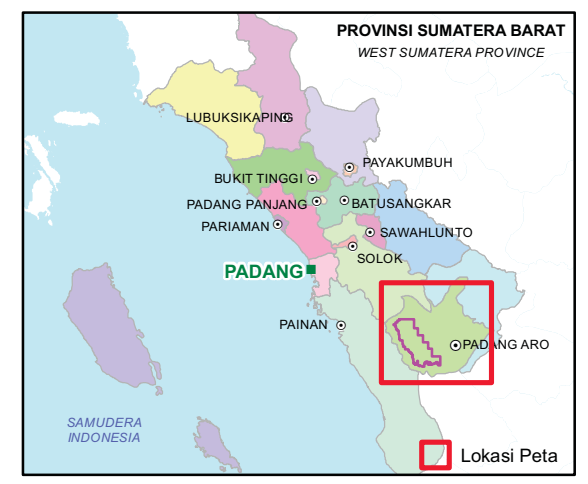 PROVINSI SUMATERA BARAT
WEST SUMATERA PROVINCE
LUBUKSIKAPING
PAYAKUMBUH
BUKIT TINGGI
PADANG PANJANG
BATUSANGKAR
PARIAMAN
SAWAHLUNTO
SOLOK
PADANG
PAINAN
PADANG ARO
SAMUDERA
INDONESIA
Lokasi Peta